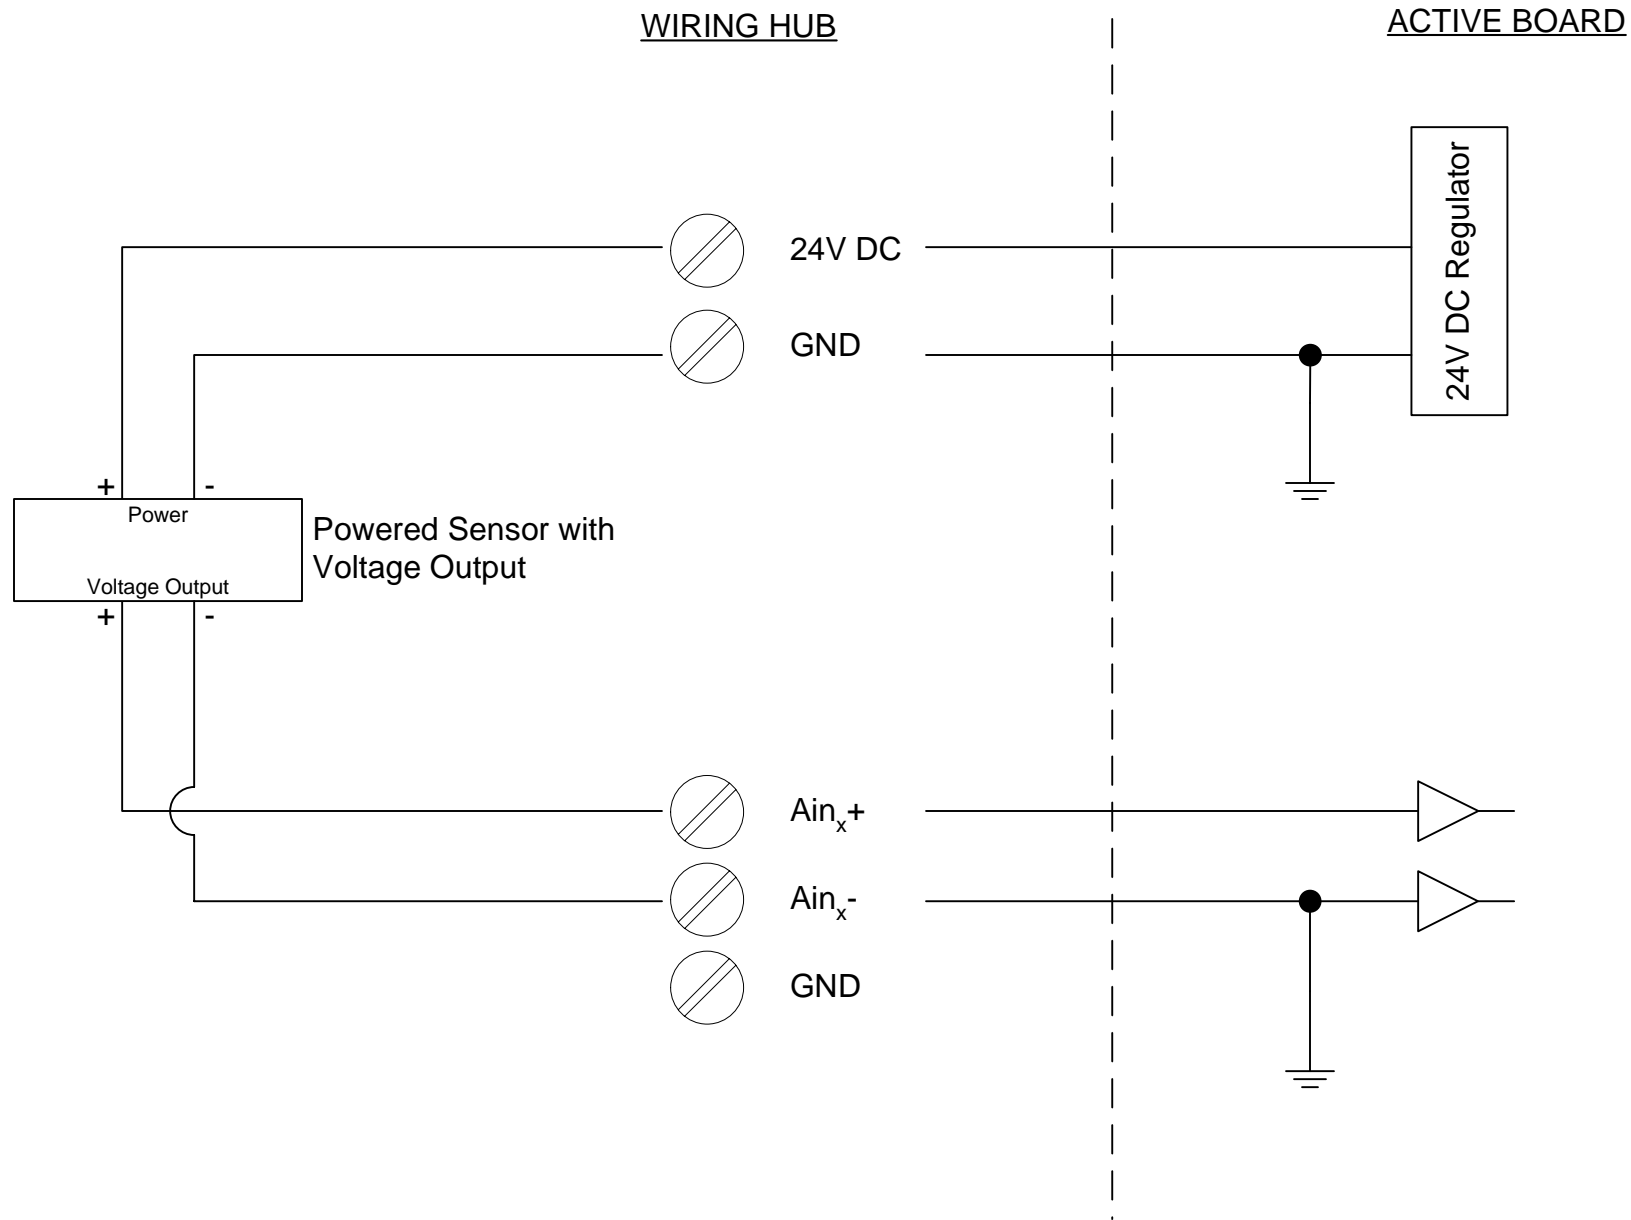 WIRING HUB
ACTIVE BOARD
24V DC Regulator
24V DC
GND
+ -
Power
Powered Sensor with
Voltage Output
Voltage Output
+ -
Ainx+
Ainx-
GND